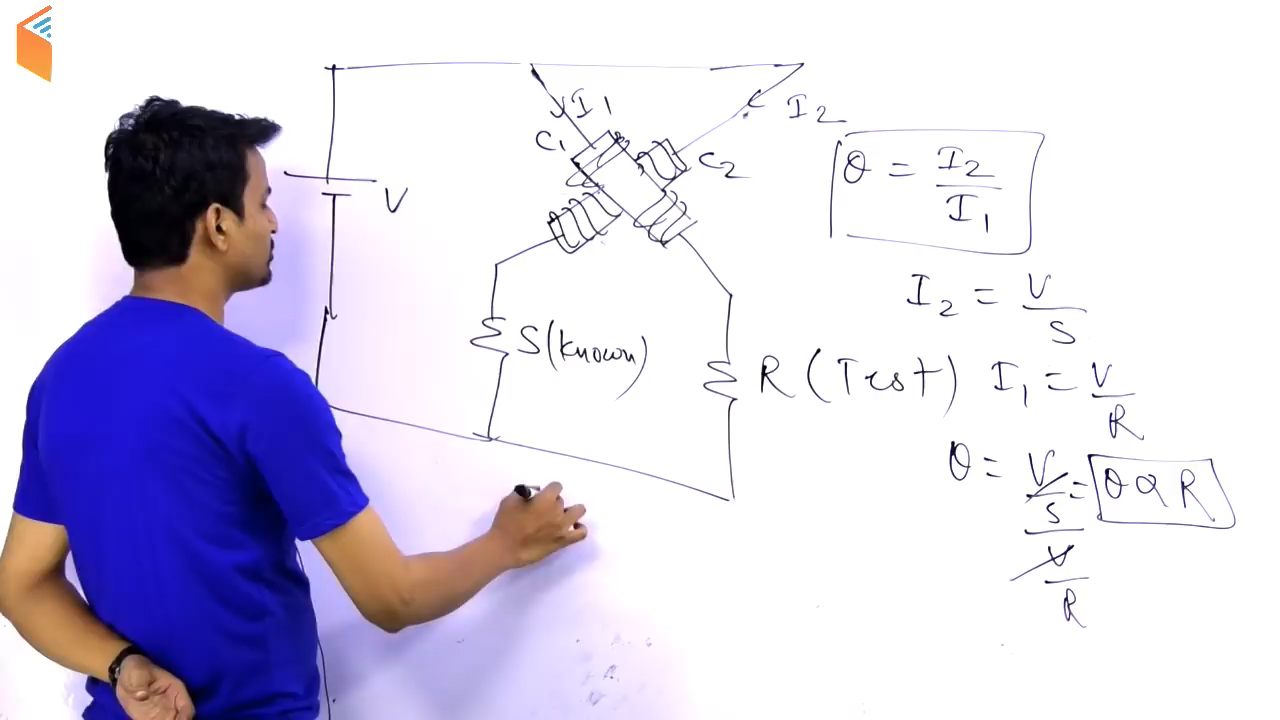 I1
I2
C1
C2
V
θ = I2/I1
I2 = V/S
S(known)
R (Test)
I1 = V/R
θ = V/S / V/R = θ ∝ R